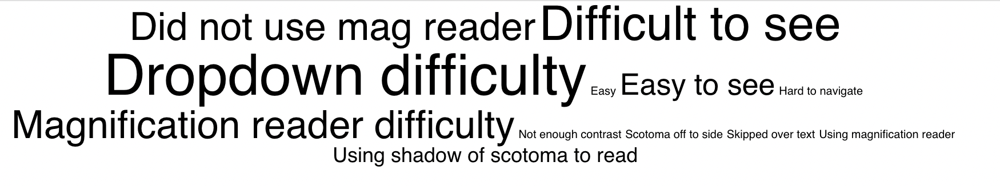 Did not use mag reader Difficult to see
Dropdown difficulty Easy Easy to see Hard to navigate
Magnification reader difficulty Not enough contrast Scotoma off to side Skipped over text Using magnification reader
Using shadow of scotoma to read